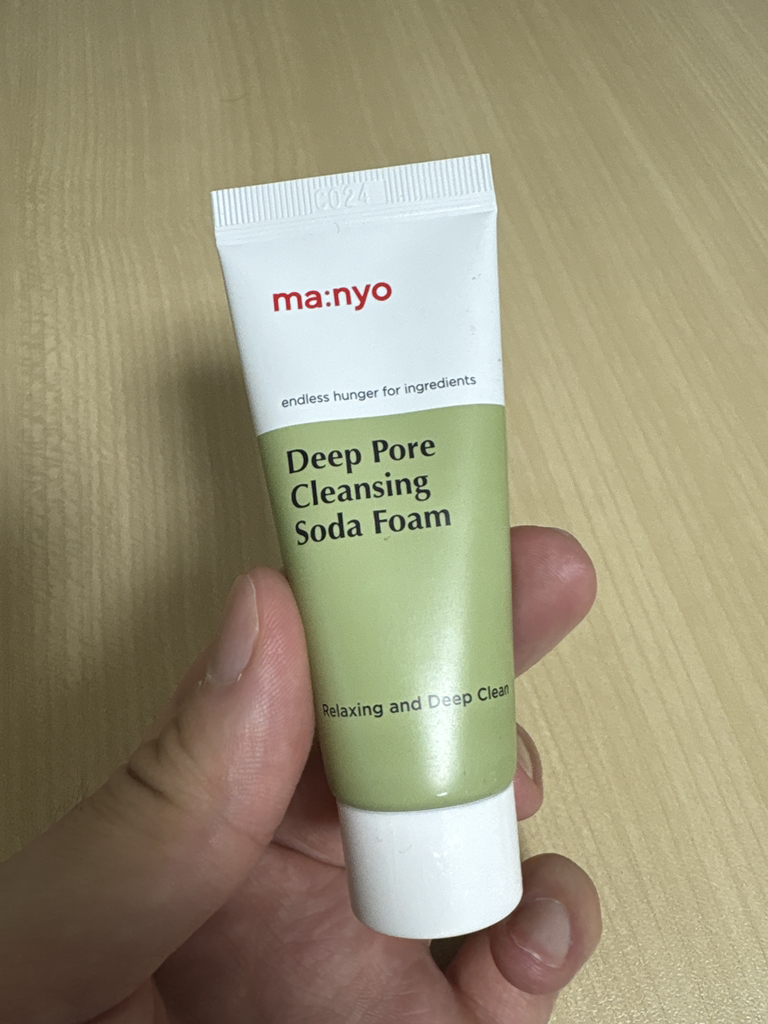 C024
ma:nyo
endless hunger for ingredients
Deep Pore
Cleansing
Soda Foam
Relaxing and Deep Clean